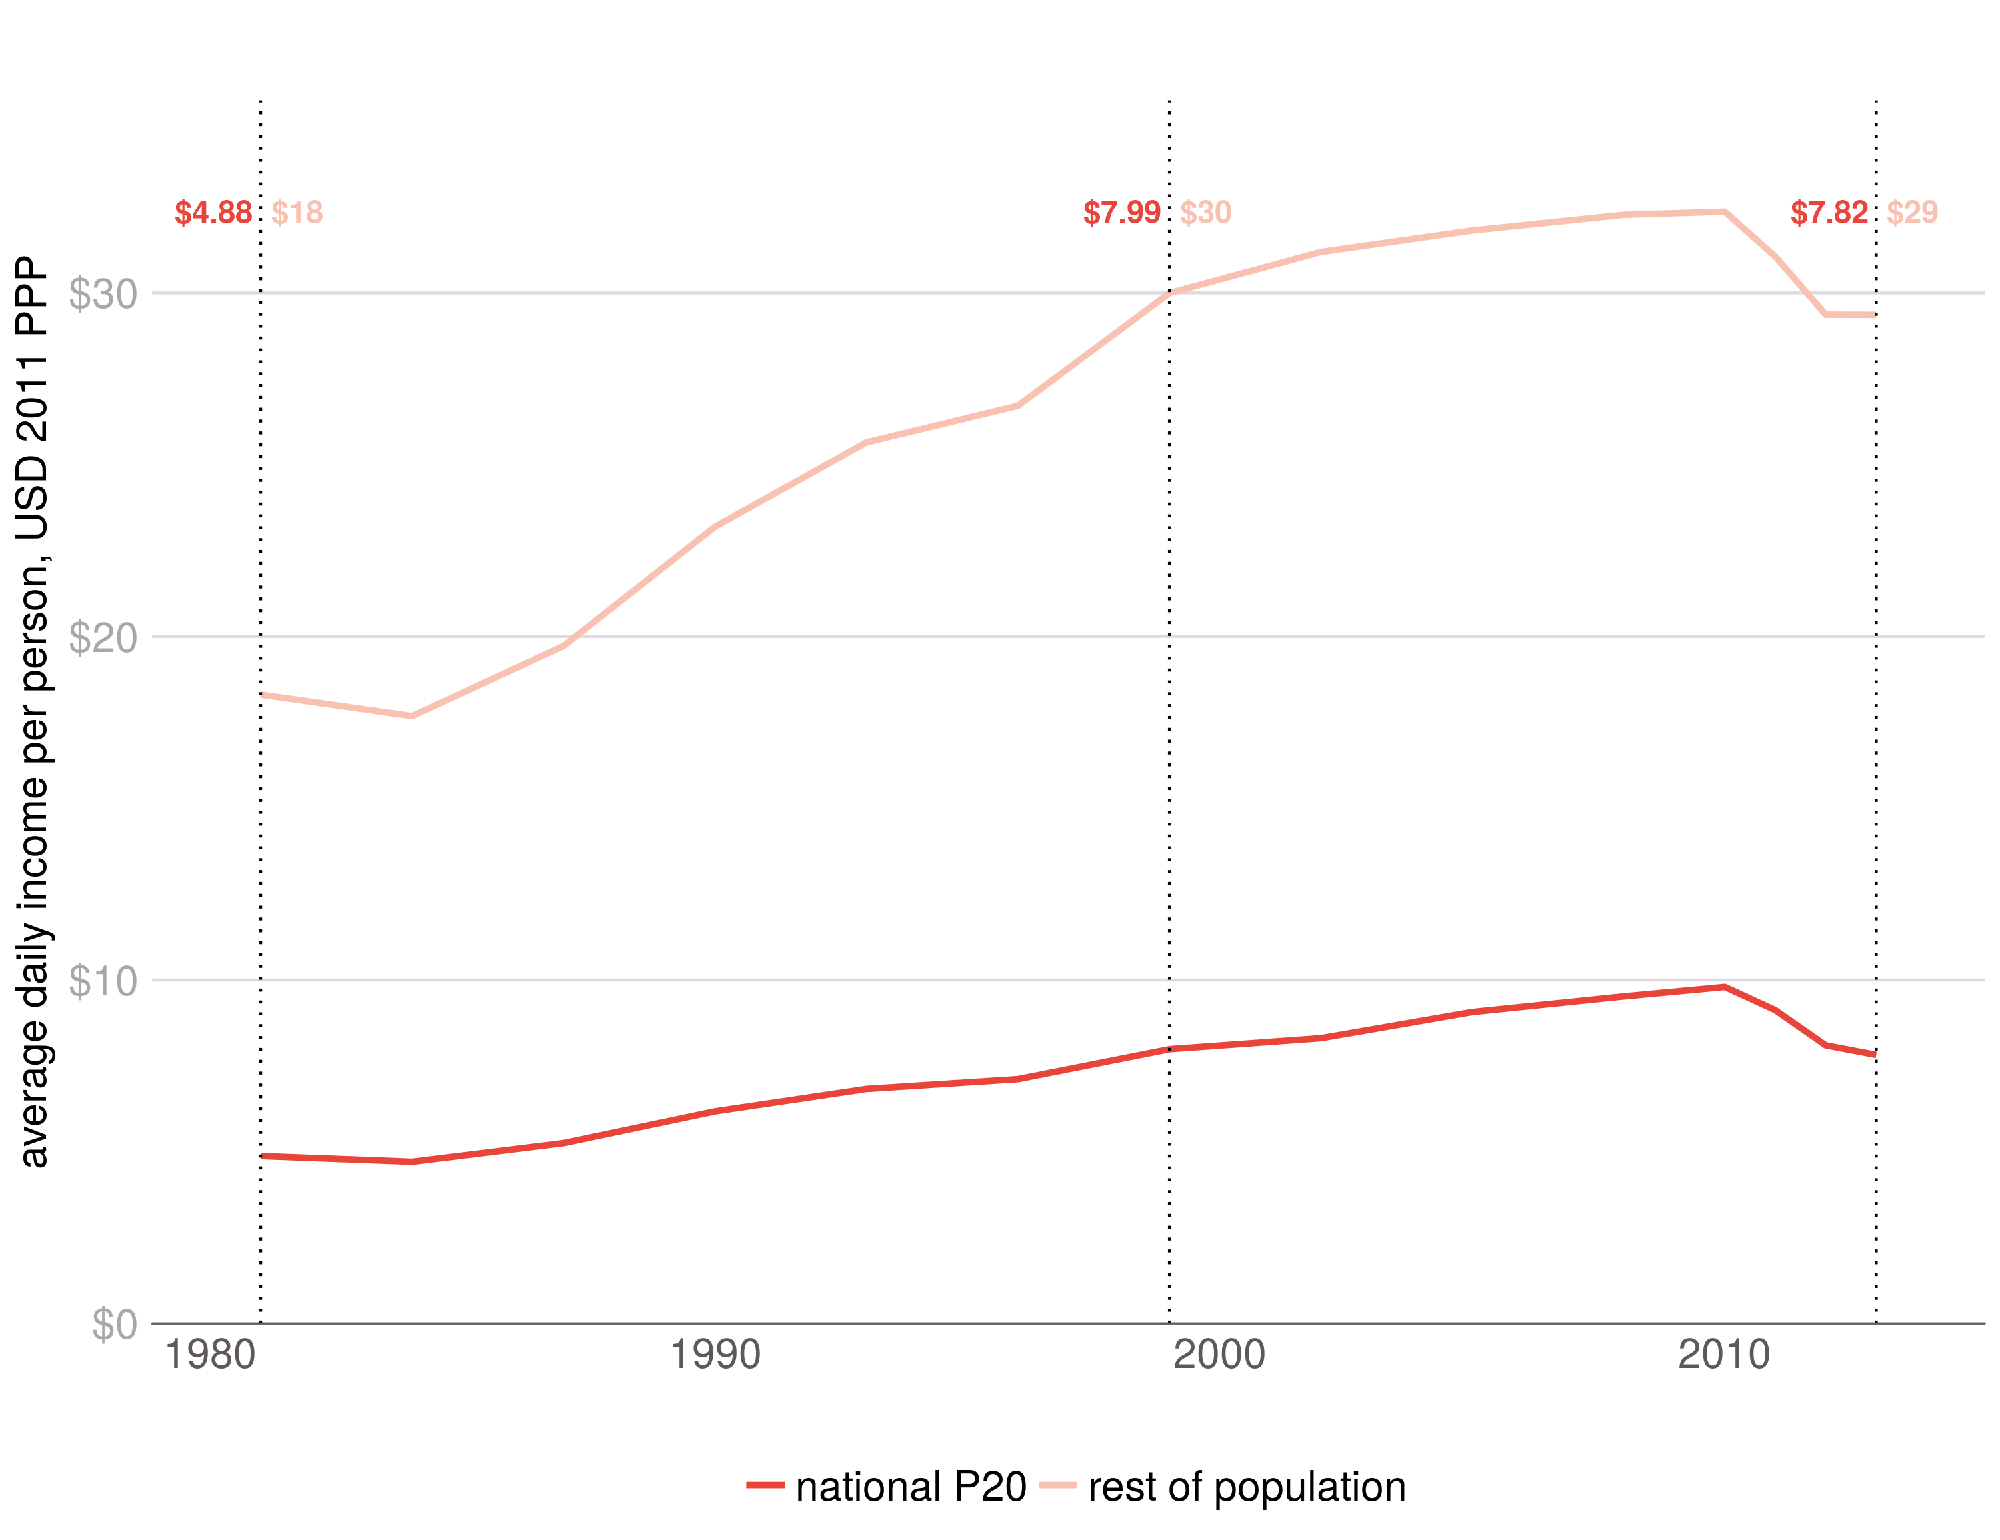 $4.88 $18 $7.99 $30 $7.82 $29
average daily income per person, USD 2011 PPP
$30
$20
$10
$0
1980 1990 2000 2010
national P20 rest of population